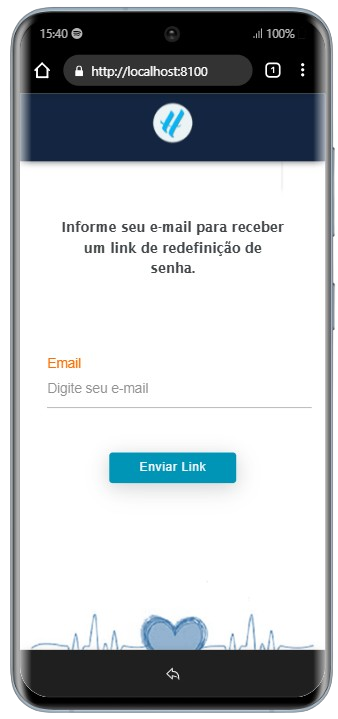 15:40 100%
http://localhost:8100 1
Informe seu e-mail para receber
um link de redefinição de
senha.
Email
Digite seu e-mail
Enviar Link